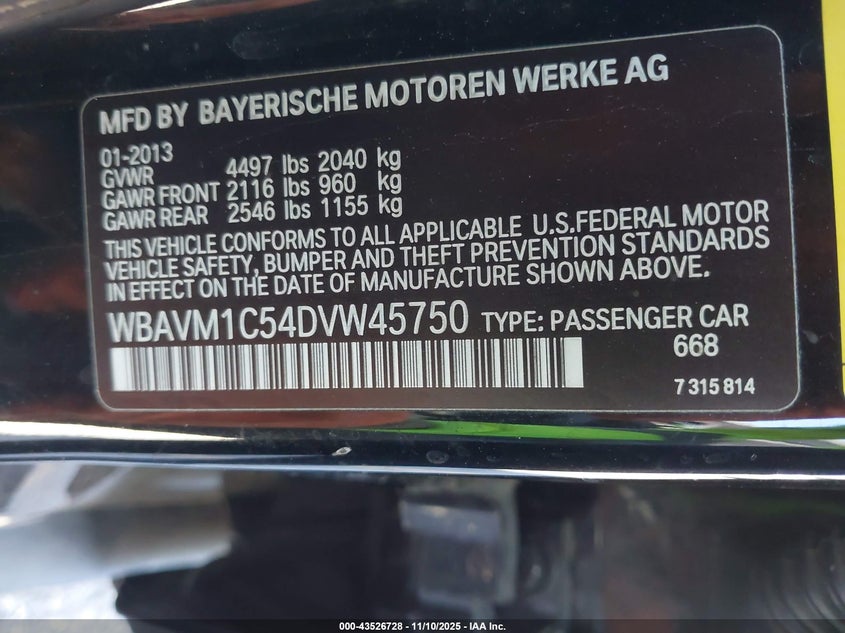 MFD BY BAYERISCHE MOTOREN WERKE AG
01-2013
GVWR 4497 lbs 2040 kg
GAWR FRONT 2116 lbs 960 kg
GAWR REAR 2546 lbs 1155 kg
THIS VEHICLE CONFORMS TO ALL APPLICABLE U.S.FEDERAL MOTOR
VEHICLE SAFETY, BUMPER AND THEFT PREVENTION STANDARDS
IN EFFECT ON THE DATE OF MANUFACTURE SHOWN ABOVE.
WBAVM1C54DVW45750 TYPE: PASSENGER CAR
668
7 315 814
000-43526728 - 11/10/2025 - IAA Inc.